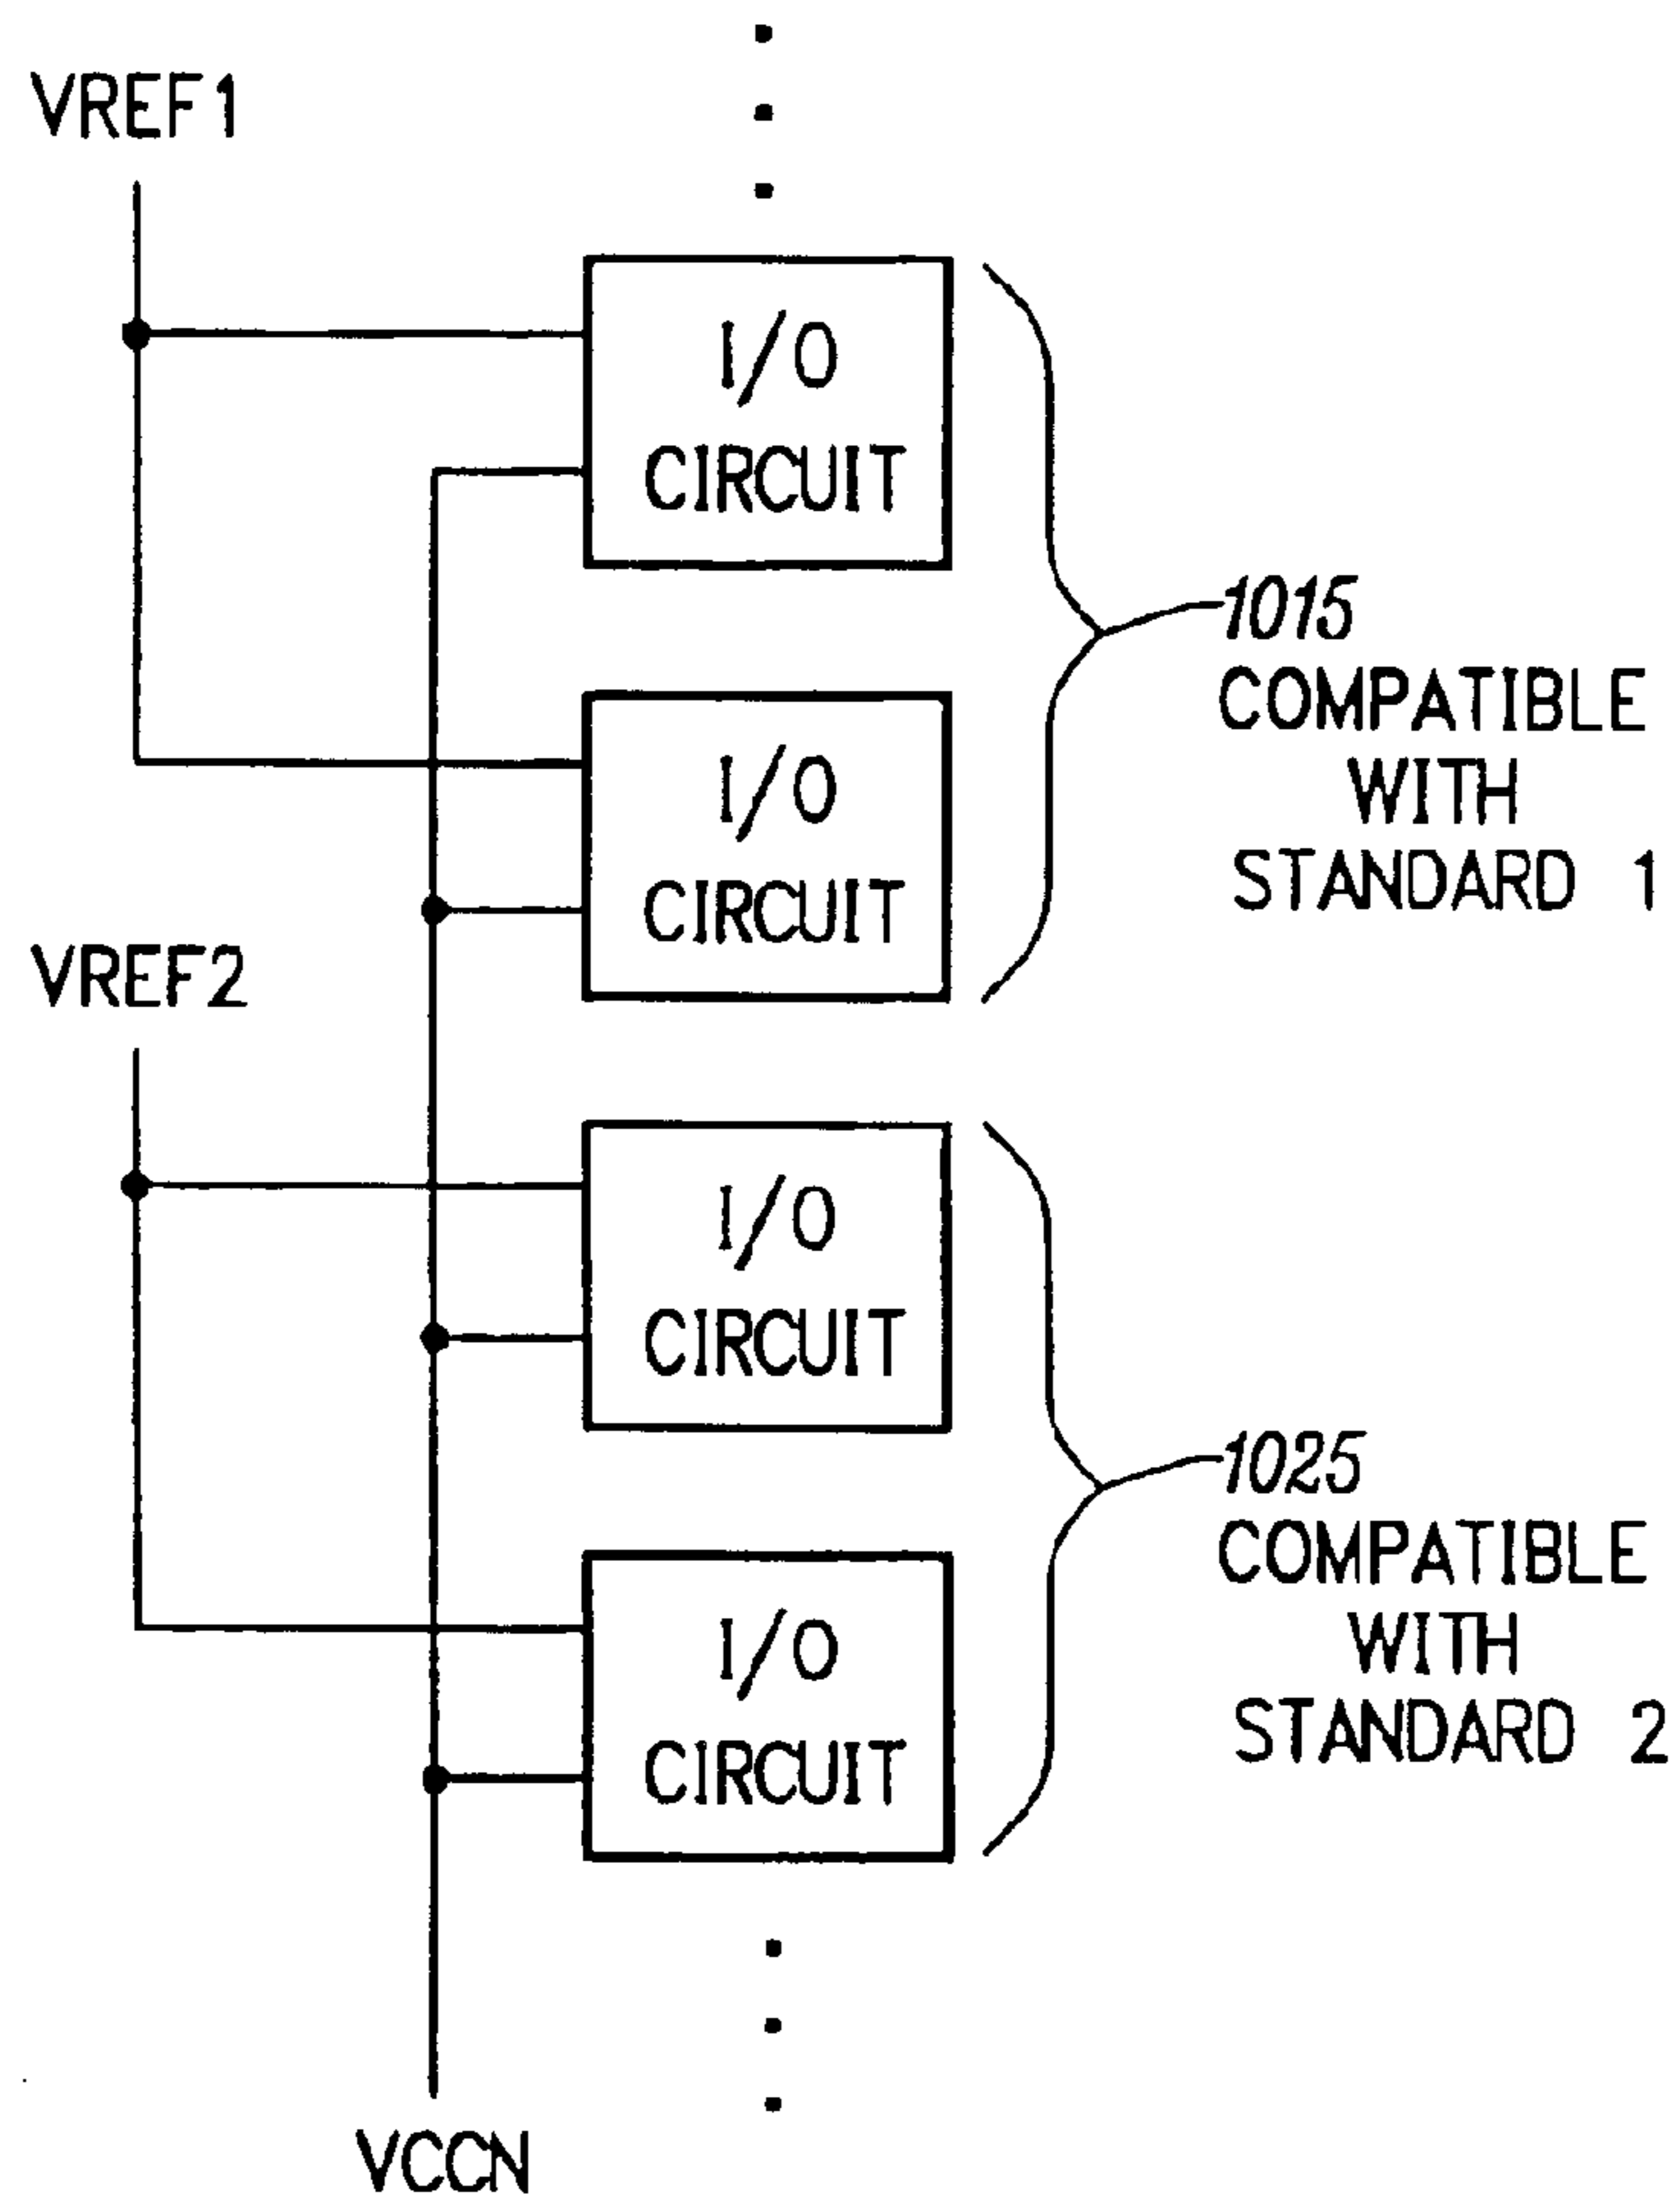 VREF1
I/O
CIRCUIT
1015
COMPATIBLE
WITH
STANDARD 1
I/O
CIRCUIT
VREF2
I/O
CIRCUIT
1025
COMPATIBLE
WITH
STANDARD 2
I/O
CIRCUIT
VCCN